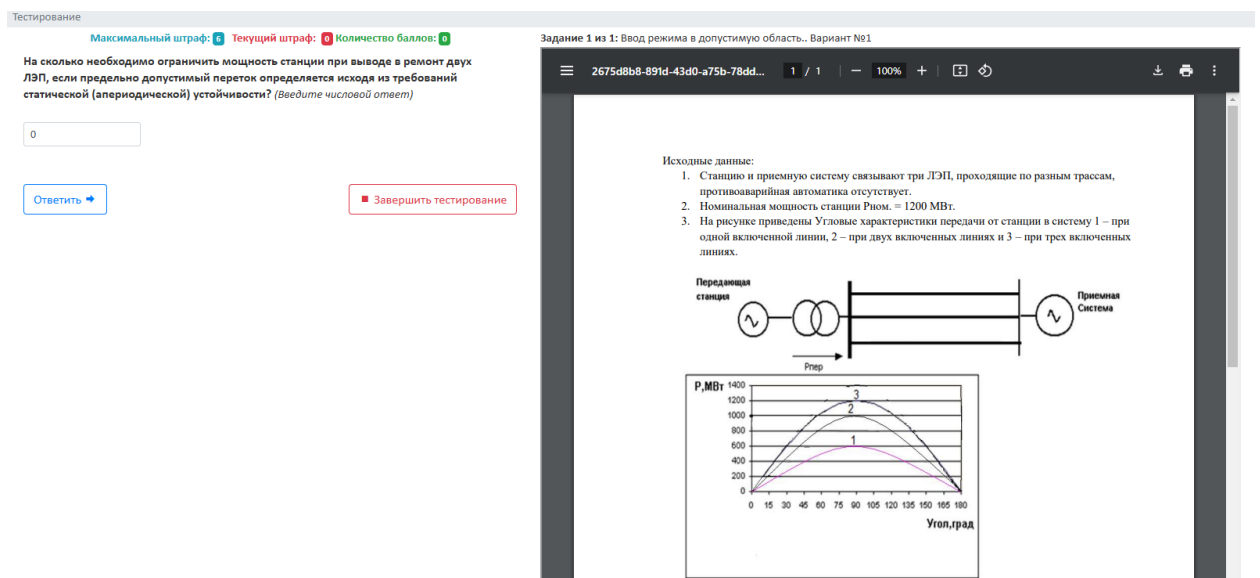 Тестирование
Максимальный штраф: 6 Текущий штраф: 0 Количество баллов: 0
На сколько необходимо ограничить мощность станции при выводе в ремонт двух
ЛЭП, если предельно допустимый переток определяется исходя из требований
статической (апериодической) устойчивости? (Введите числовой ответ)
0
Ответить
Завершить тестирование
Задание 1 из 1: Ввод режима в допустимую область.. Вариант №1
2675d8b8-891d-43d0-a75b-78dd... 1 / 1 100%
Исходные данные:
1. Станцию и приемную систему связывают три ЛЭП, проходящие по разным трассам,
противоаварийная автоматика отсутствует.
2. Номинальная мощность станции Рном. = 1200 МВт.
3. На рисунке приведены Угловые характеристики передачи от станции в систему 1 – при
одной включенной линии, 2 – при двух включенных линиях и 3 – при трех включенных
линиях.
Передающая
станция
Приемная
Система
Рпер
Р,МВт
1400
1200
1000
800
600
400
200
0
3
2
1
0 15 30 45 60 75 90 105 120 135 150 165 180
Угол,град